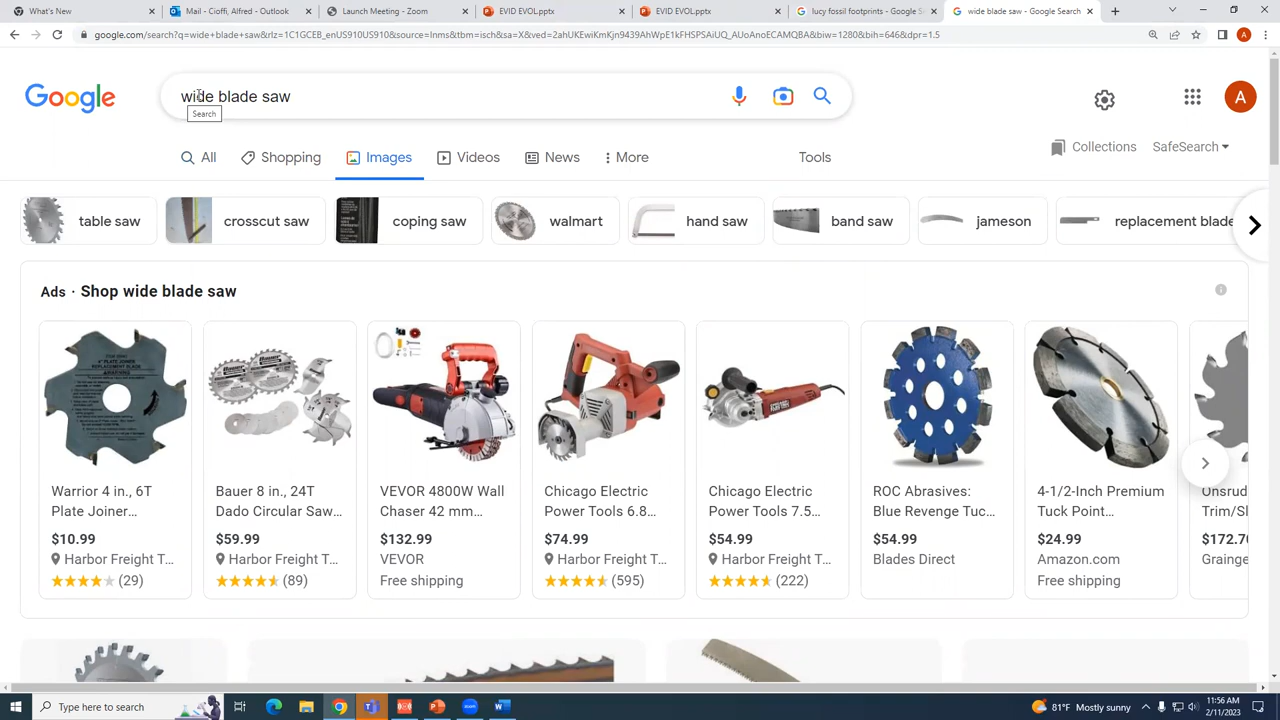 What's New
Mail - Cioffi, Alfred - Outlook
Launch Meeting - Zoom
EVID EVOL.pptx
EVID EVOL.pptx
lucy fossil footprints - Google S
wide blade saw - Google Search
google.com/search?q=wide+blade+saw&rlz=1C1GCEB_enUS910US910&source=lnms&tbm=isch&sa=X&ved=2ahUKEwiKmKjn9439AhWpE1kFHSPSAiUQ_AUoAnoECAMQBA&biw=1280&bih=646&dpr=1.5
A
Google
wide blade saw
A
Search
All
Shopping
Images
Videos
News
More
Tools
Collections
SafeSearch
table saw
crosscut saw
coping saw
walmart
hand saw
band saw
jameson
replacement blade
Ads · Shop wide blade saw
Warrior 4 in., 6T
Plate Joiner...
$10.99
Harbor Freight T...
(29)
Bauer 8 in., 24T
Dado Circular Saw...
$59.99
Harbor Freight T...
(89)
VEVOR 4800W Wall
Chaser 42 mm...
$132.99
VEVOR
Free shipping
Chicago Electric
Power Tools 6.8...
$74.99
Harbor Freight T...
(595)
Chicago Electric
Power Tools 7.5...
$54.99
Harbor Freight T...
(222)
ROC Abrasives:
Blue Revenge Tuc...
$54.99
Blades Direct
4-1/2-Inch Premium
Tuck Point...
$24.99
Amazon.com
Free shipping
Onsrud
Trim/Sl
$172.70
Grainge
Type here to search
81°F Mostly sunny
11:56 AM
2/11/2023